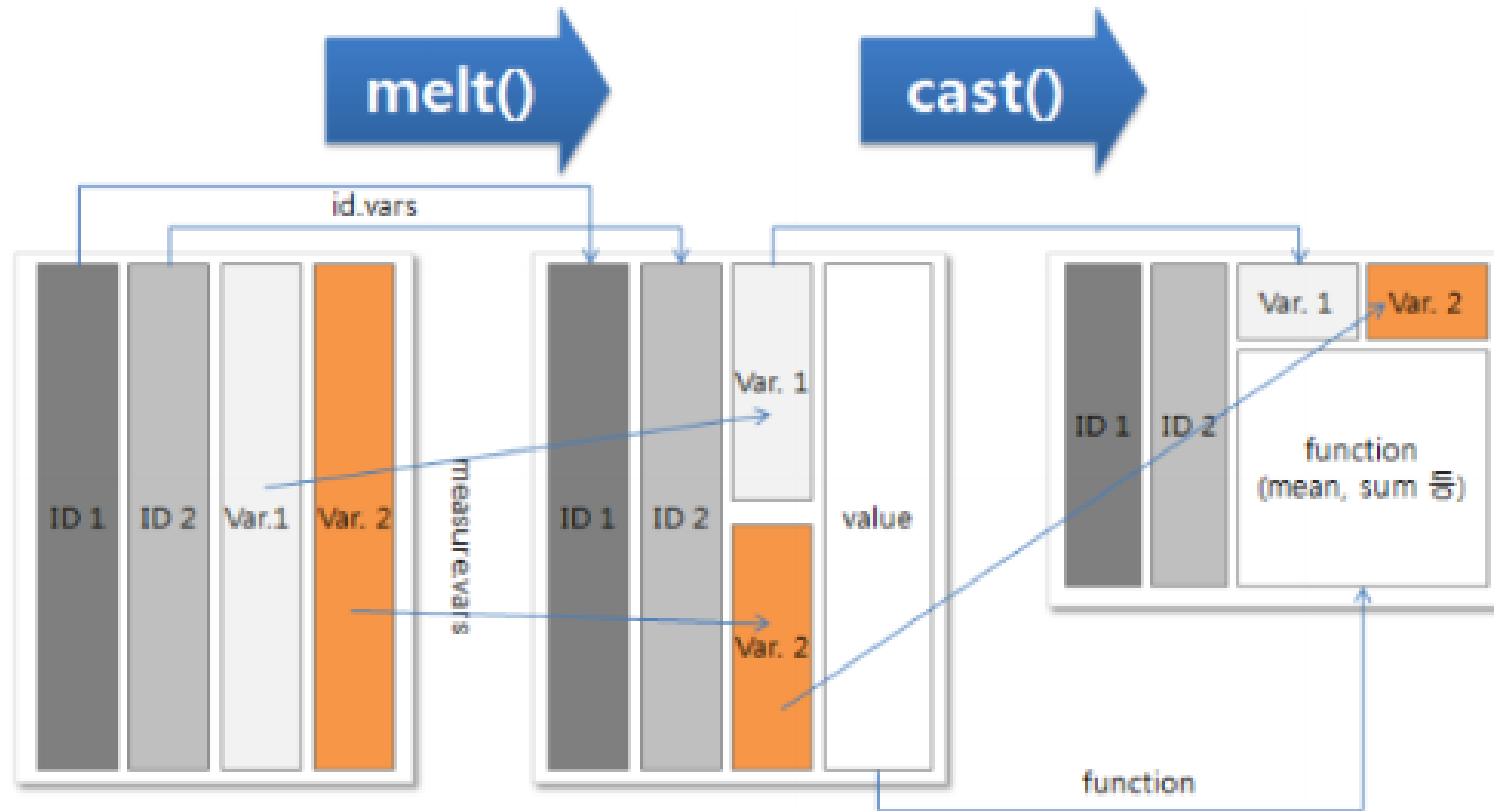 melt()
cast()
id.vars
ID 1
ID 2
Var.1
Var. 2
measure.vars
ID 1
ID 2
Var. 1
Var. 2
value
ID 1
ID 2
Var. 1
Var. 2
function
(mean, sum 등)
function